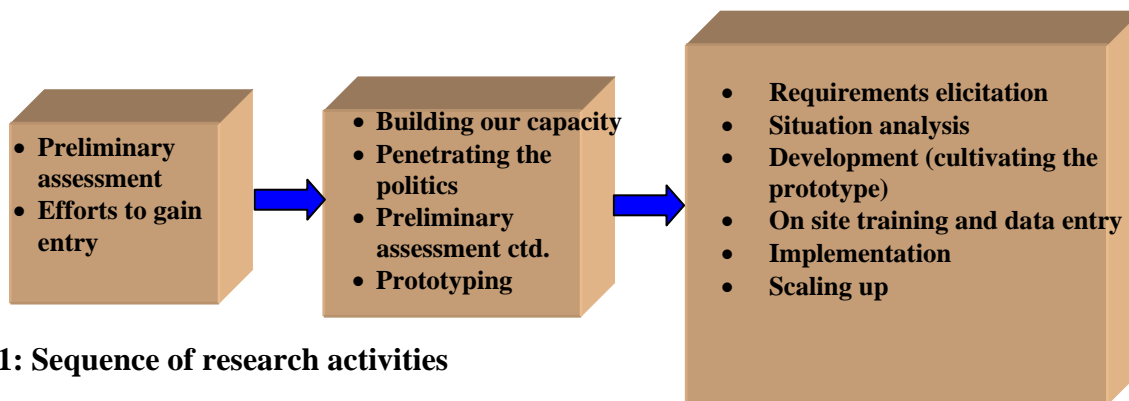 • Preliminary
assessment
• Efforts to gain
entry
• Building our capacity
• Penetrating the
politics
• Preliminary
assessment ctd.
• Prototyping
• Requirements elicitation
• Situation analysis
• Development (cultivating the
prototype)
• On site training and data entry
• Implementation
• Scaling up
1: Sequence of research activities